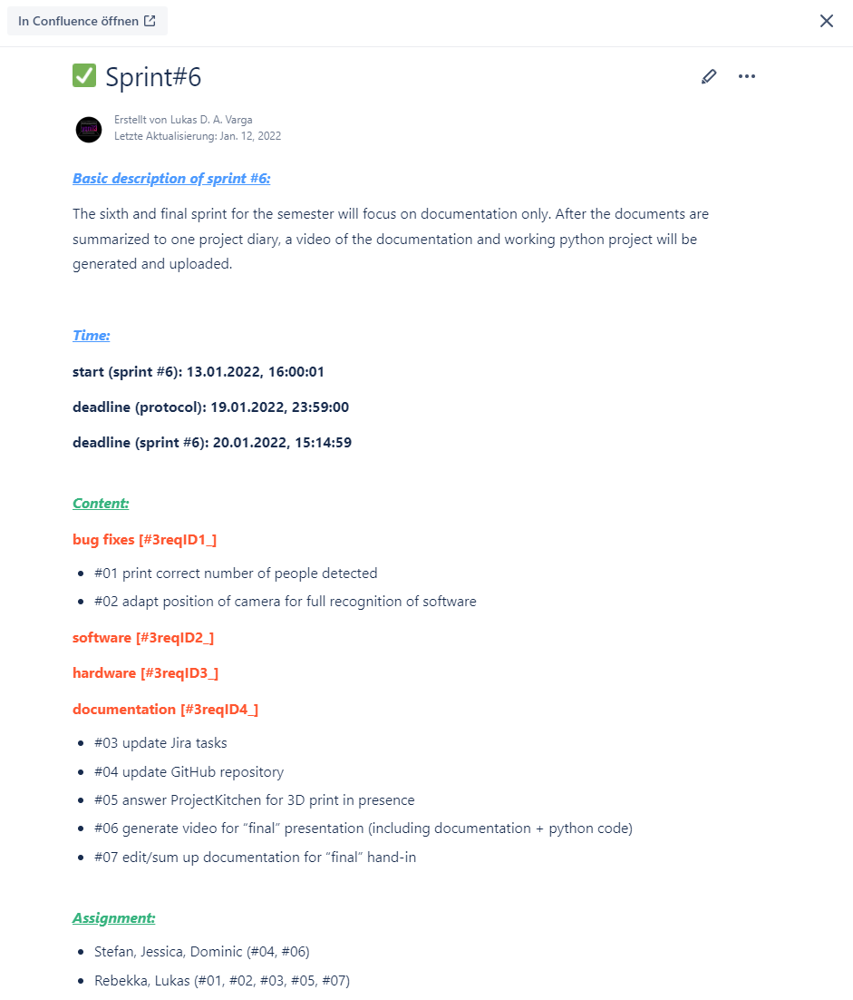 In Confluence öffnen
Sprint#6
Erstellt von Lukas D. A. Varga
Letzte Aktualisierung: Jan. 12, 2022
Basic description of sprint #6:
The sixth and final sprint for the semester will focus on documentation only. After the documents are
summarized to one project diary, a video of the documentation and working python project will be
generated and uploaded.
Time:
start (sprint #6): 13.01.2022, 16:00:01
deadline (protocol): 19.01.2022, 23:59:00
deadline (sprint #6): 20.01.2022, 15:14:59
Content:
bug fixes [#3reqID1_]
• #01 print correct number of people detected
• #02 adapt position of camera for full recognition of software
software [#3reqID2_]
hardware [#3reqID3_]
documentation [#3reqID4_]
• #03 update Jira tasks
• #04 update GitHub repository
• #05 answer ProjectKitchen for 3D print in presence
• #06 generate video for “final” presentation (including documentation + python code)
• #07 edit/sum up documentation for “final” hand-in
Assignment:
• Stefan, Jessica, Dominic (#04, #06)
• Rebekka, Lukas (#01, #02, #03, #05, #07)